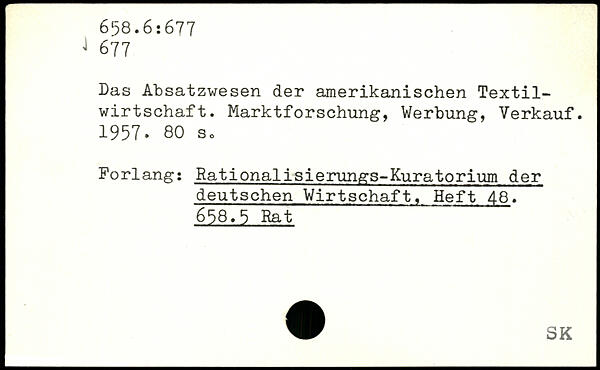 658.6:677
677
Das Absatzwesen der amerikanischen Textil-
wirtschaft. Marktforschung, Werbung, Verkauf.
1957. 80 s.
Forlang: Rationalisierungs-Kuratorium der
deutschen Wirtschaft, Heft 48.
658.5 Rat
SK